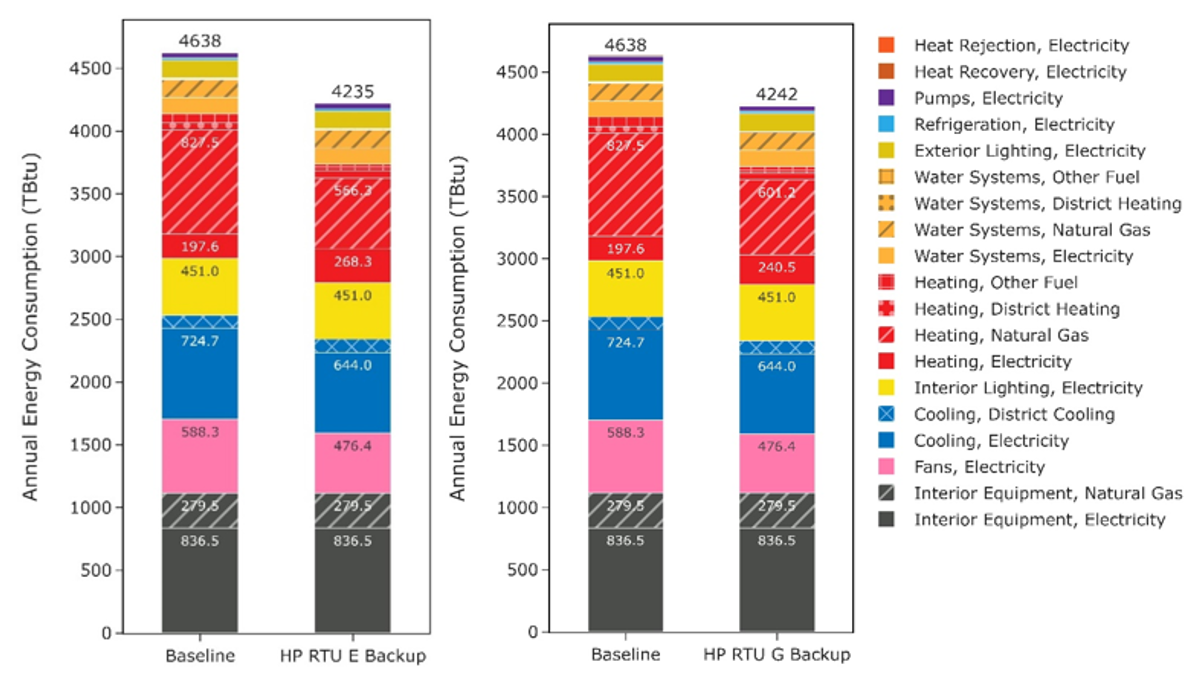 Annual Energy Consumption (TBtu)
4500
4000
3500
3000
2500
2000
1500
1000
500
0
4638
827.5
197.6
451.0
724.7
588.3
279.5
836.5
Baseline
4235
566.3
268.3
451.0
644.0
476.4
279.5
836.5
HP RTU E Backup
Annual Energy Consumption (TBtu)
4500
4000
3500
3000
2500
2000
1500
1000
500
0
4638
827.5
197.6
451.0
724.7
588.3
279.5
836.5
Baseline
4242
601.2
240.5
451.0
644.0
476.4
279.5
836.5
HP RTU G Backup
Heat Rejection, Electricity
Heat Recovery, Electricity
Pumps, Electricity
Refrigeration, Electricity
Exterior Lighting, Electricity
Water Systems, Other Fuel
Water Systems, District Heating
Water Systems, Natural Gas
Water Systems, Electricity
Heating, Other Fuel
Heating, District Heating
Heating, Natural Gas
Heating, Electricity
Interior Lighting, Electricity
Cooling, District Cooling
Cooling, Electricity
Fans, Electricity
Interior Equipment, Natural Gas
Interior Equipment, Electricity